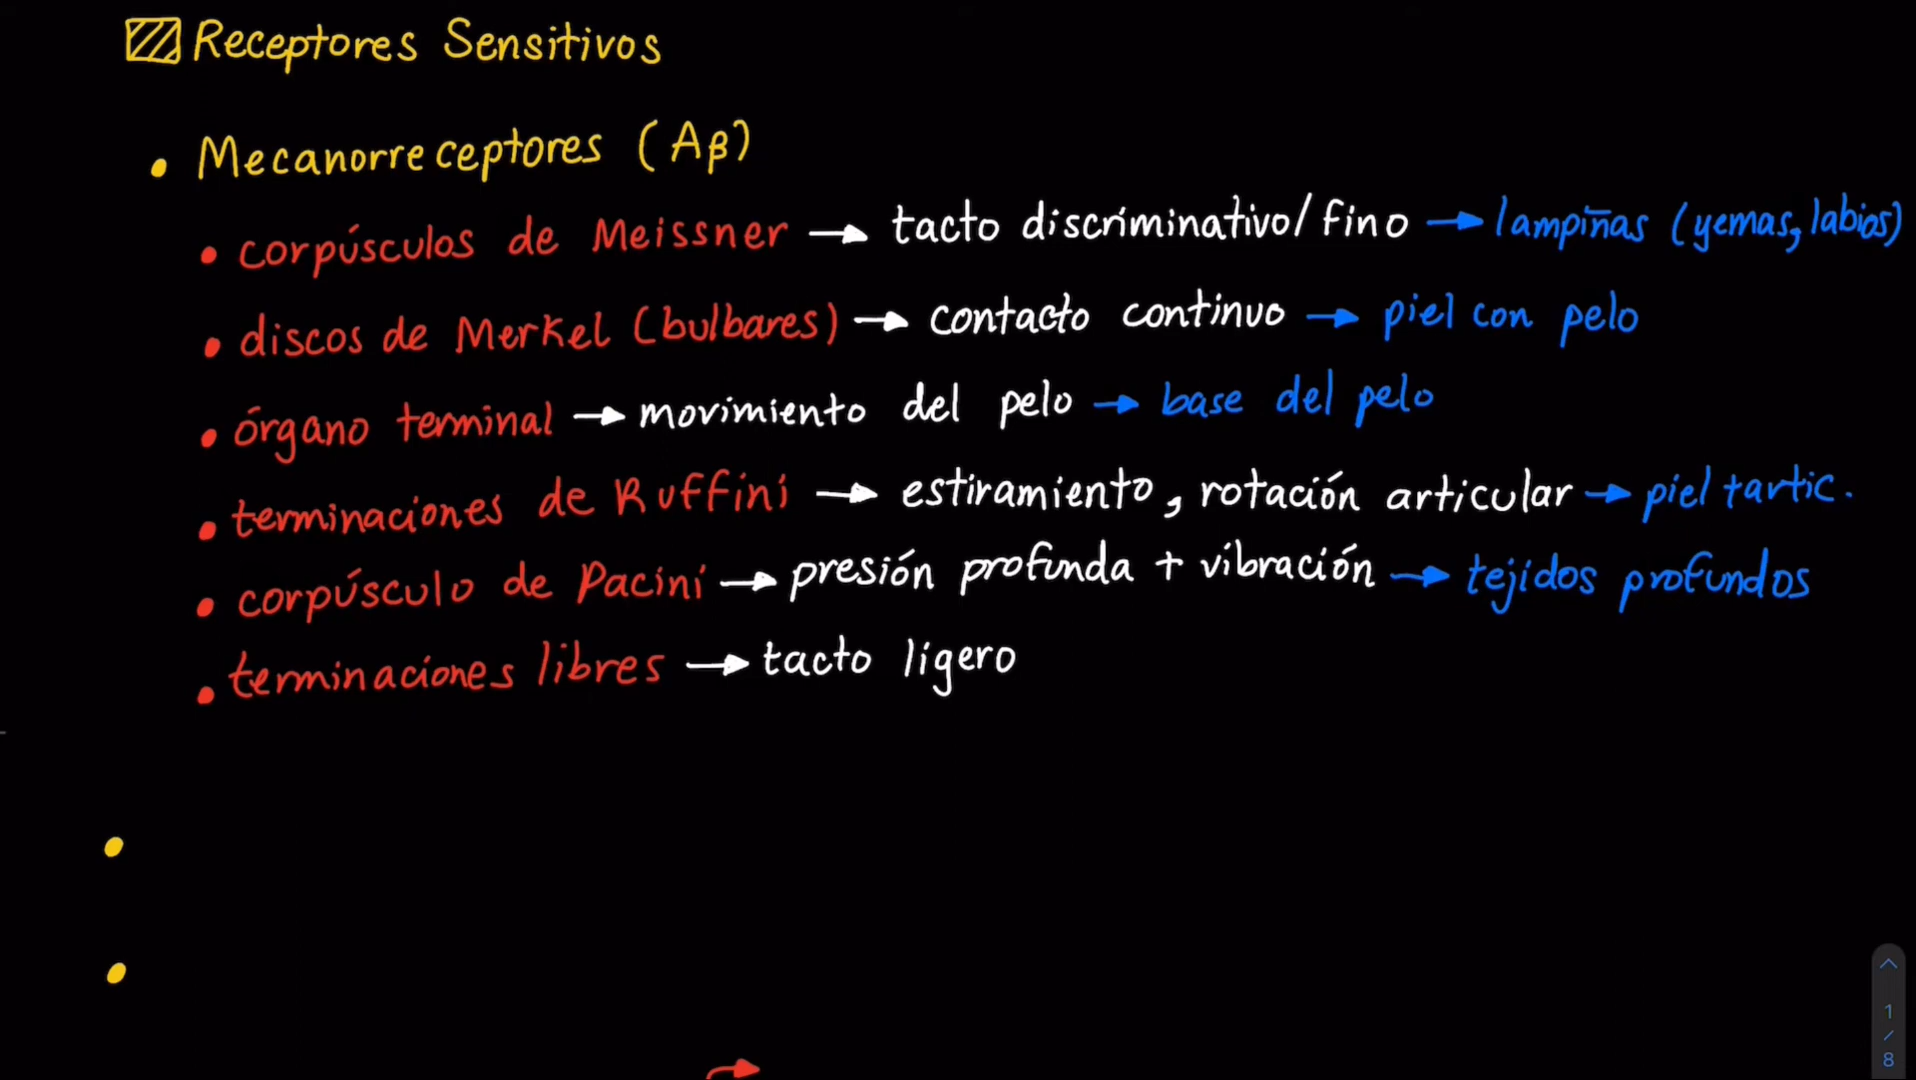 Receptores Sensitivos
• Mecanorreceptores (Aβ)
• corpúsculos de Meissner → tacto discriminativo/fino → lampiñas (yemas, labios)
• discos de Merkel (bulbares) → contacto continuo → piel con pelo
• órgano terminal → movimiento del pelo → base del pelo
• terminaciones de Ruffini → estiramiento, rotación articular → piel tartic.
• corpúsculo de Pacini → presión profunda + vibración → tejidos profundos
• terminaciones libres → tacto ligero
1
/
8